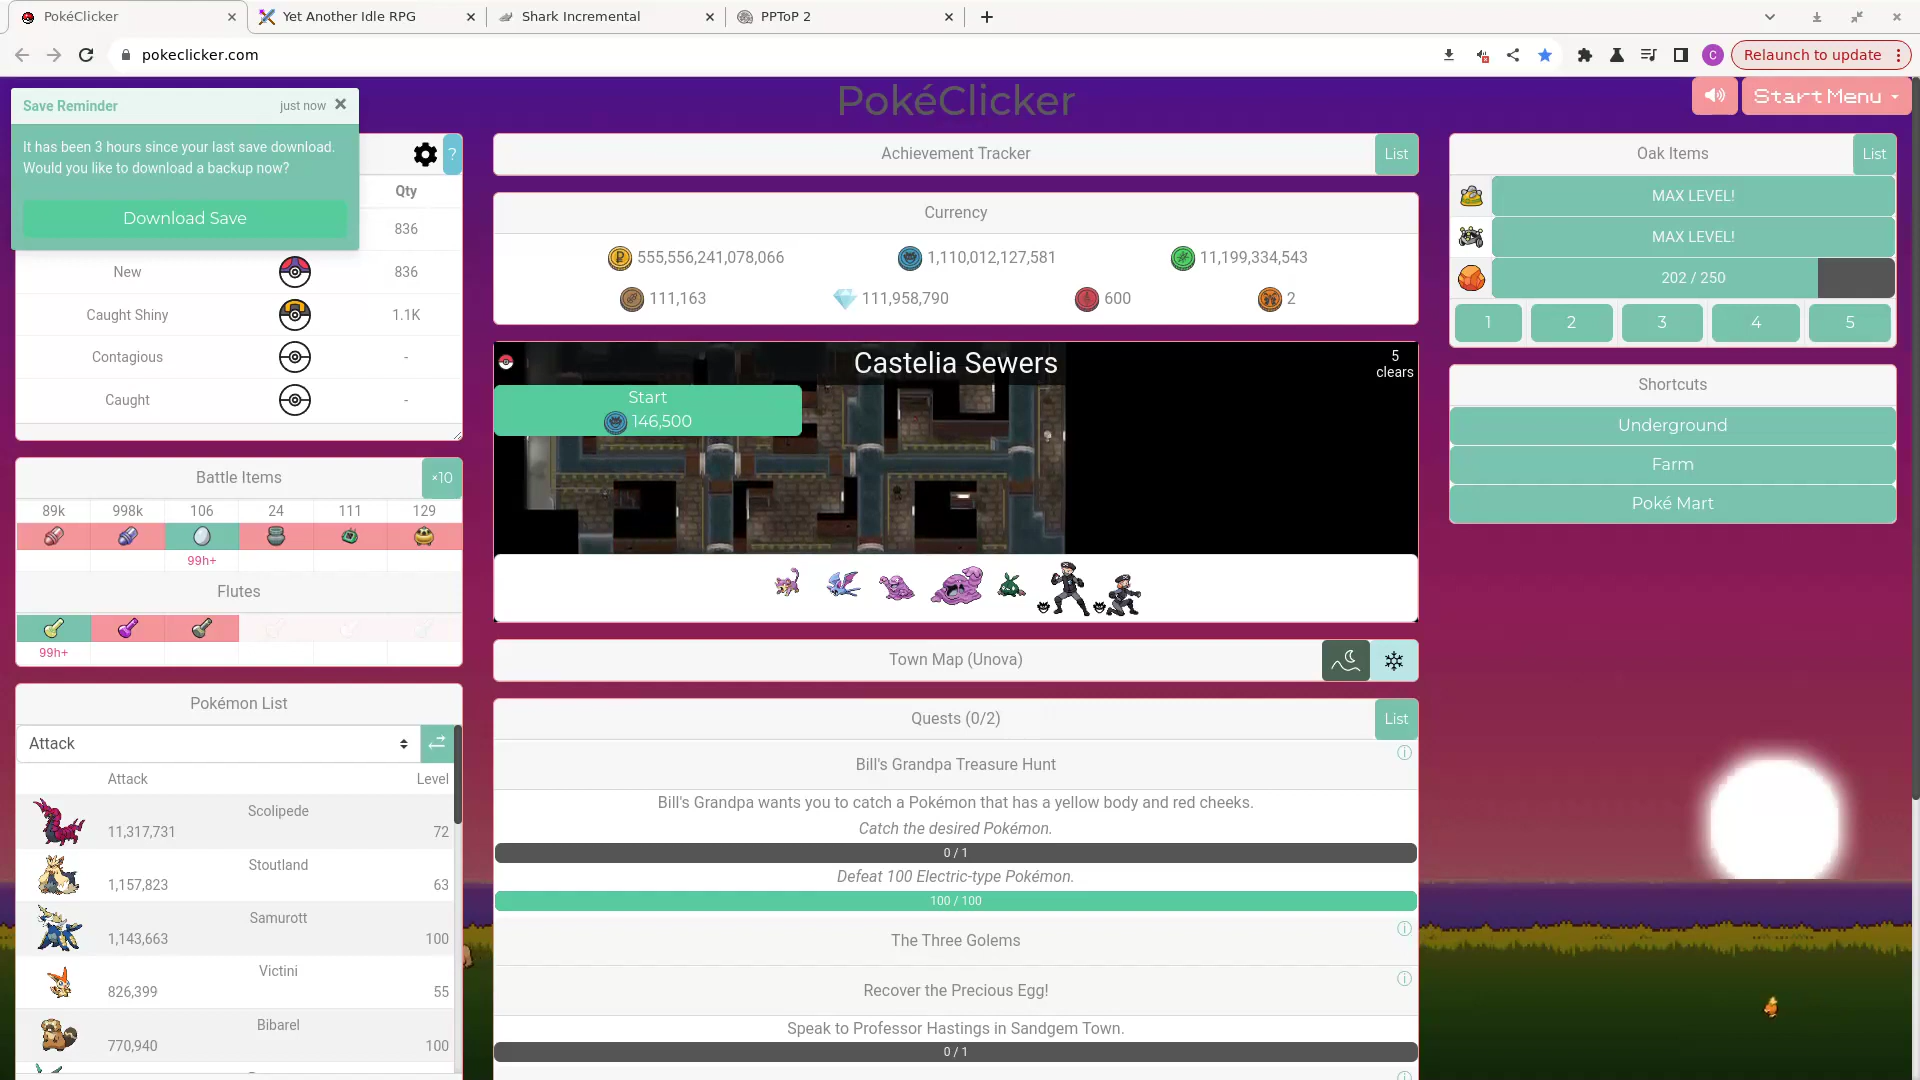 PokéClicker
Yet Another Idle RPG
Shark Incremental
PPToP 2
pokeclicker.com
C
Relaunch to update
PokéClicker
Start Menu
Save Reminder
just now
It has been 3 hours since your last save download.
Would you like to download a backup now?
Download Save
?
Qty
836
New
836
Caught Shiny
1.1K
Contagious
-
Caught
-
Battle Items
×10
89k
998k
106
24
111
129
99h+
Flutes
99h+
Pokémon List
Attack
Attack
Level
Scolipede
11,317,731
72
Stoutland
1,157,823
63
Samurott
1,143,663
100
Victini
826,399
55
Bibarel
770,940
100
Achievement Tracker
List
Currency
555,556,241,078,066
1,110,012,127,581
11,199,334,543
111,163
111,958,790
600
2
Castelia Sewers
5
clears
Start
146,500
Town Map (Unova)
Quests (0/2)
List
Bill's Grandpa Treasure Hunt
Bill's Grandpa wants you to catch a Pokémon that has a yellow body and red cheeks.
Catch the desired Pokémon.
0 / 1
Defeat 100 Electric-type Pokémon.
100 / 100
The Three Golems
Recover the Precious Egg!
Speak to Professor Hastings in Sandgem Town.
0 / 1
Oak Items
List
MAX LEVEL!
MAX LEVEL!
202 / 250
1
2
3
4
5
Shortcuts
Underground
Farm
Poké Mart